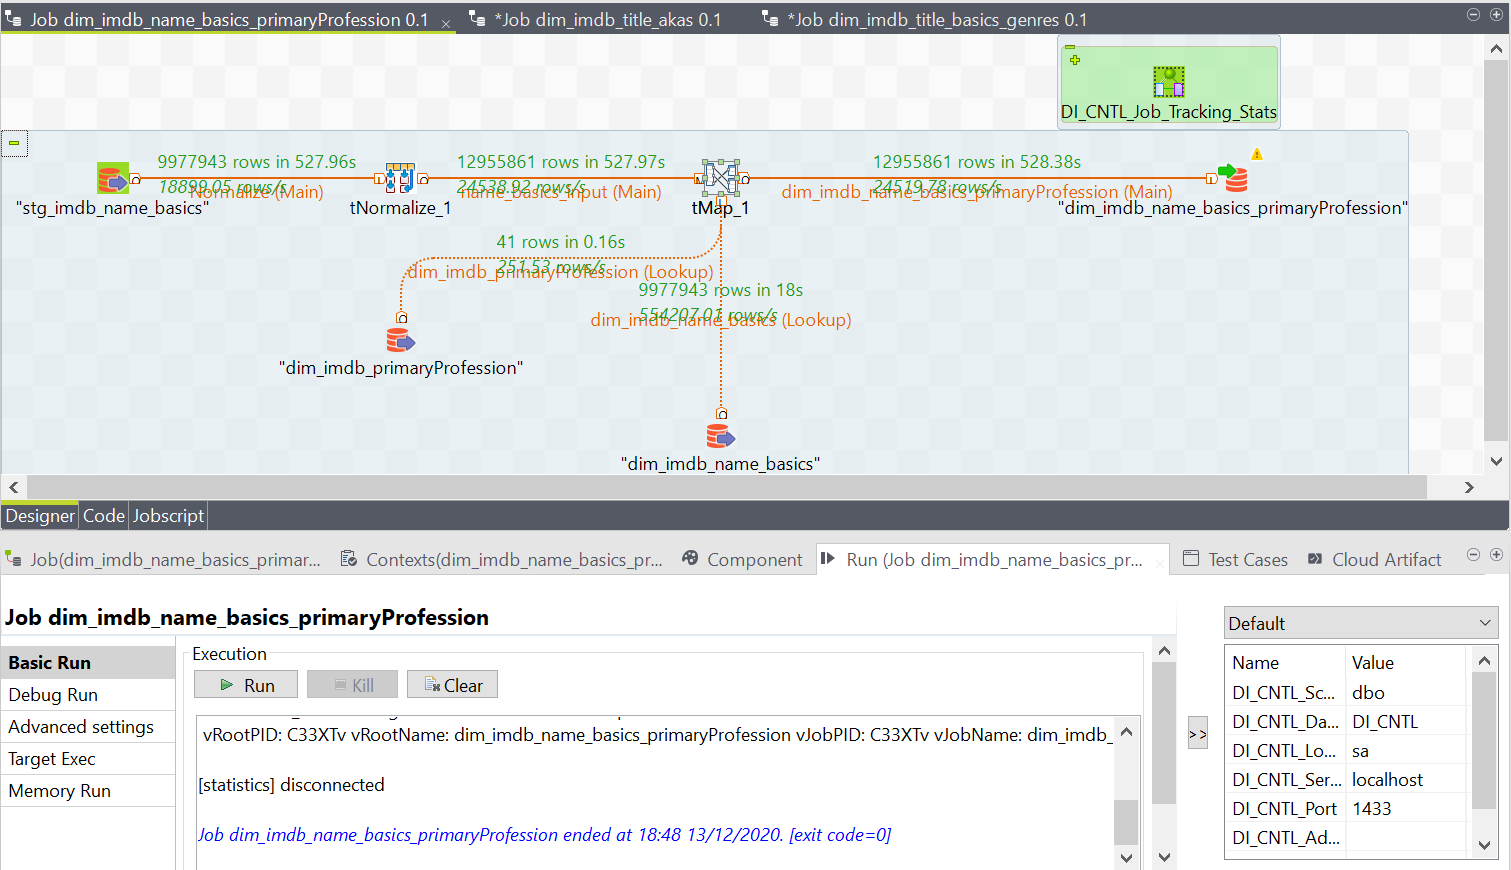 Job dim_imdb_name_basics_primaryProfession 0.1
*Job dim_imdb_title_akas 0.1
*Job dim_imdb_title_basics_genres 0.1
DI_CNTL_Job_Tracking_Stats
9977943 rows in 527.96s
18899.05 rows/s
Normalize (Main)
12955861 rows in 527.97s
24538.92 rows/s
name_basics_input (Main)
12955861 rows in 528.38s
24519.78 rows/s
dim_imdb_name_basics_primaryProfession (Main)
"stg_imdb_name_basics"
tNormalize_1
tMap_1
"dim_imdb_name_basics_primaryProfession"
41 rows in 0.16s
251.53 rows/s
dim_imdb_primaryProfession (Lookup)
9977943 rows in 18s
554207.01 rows/s
dim_imdb_name_basics (Lookup)
"dim_imdb_primaryProfession"
"dim_imdb_name_basics"
Designer
Code
Jobscript
Job(dim_imdb_name_basics_primar...
Contexts(dim_imdb_name_basics_pr...
Component
Run (Job dim_imdb_name_basics_pr...
Test Cases
Cloud Artifact
Job dim_imdb_name_basics_primaryProfession
Basic Run
Debug Run
Advanced settings
Target Exec
Memory Run
Execution
Run
Kill
Clear
vRootPID: C33XTv vRootName: dim_imdb_name_basics_primaryProfession vJobPID: C33XTv vJobName: dim_imdb_
[statistics] disconnected
Job dim_imdb_name_basics_primaryProfession ended at 18:48 13/12/2020. [exit code=0]
>>
Default
Name Value
DI_CNTL_Sc... dbo
DI_CNTL_Da... DI_CNTL
DI_CNTL_Lo... sa
DI_CNTL_Ser... localhost
DI_CNTL_Port 1433
DI_CNTL_Ad...